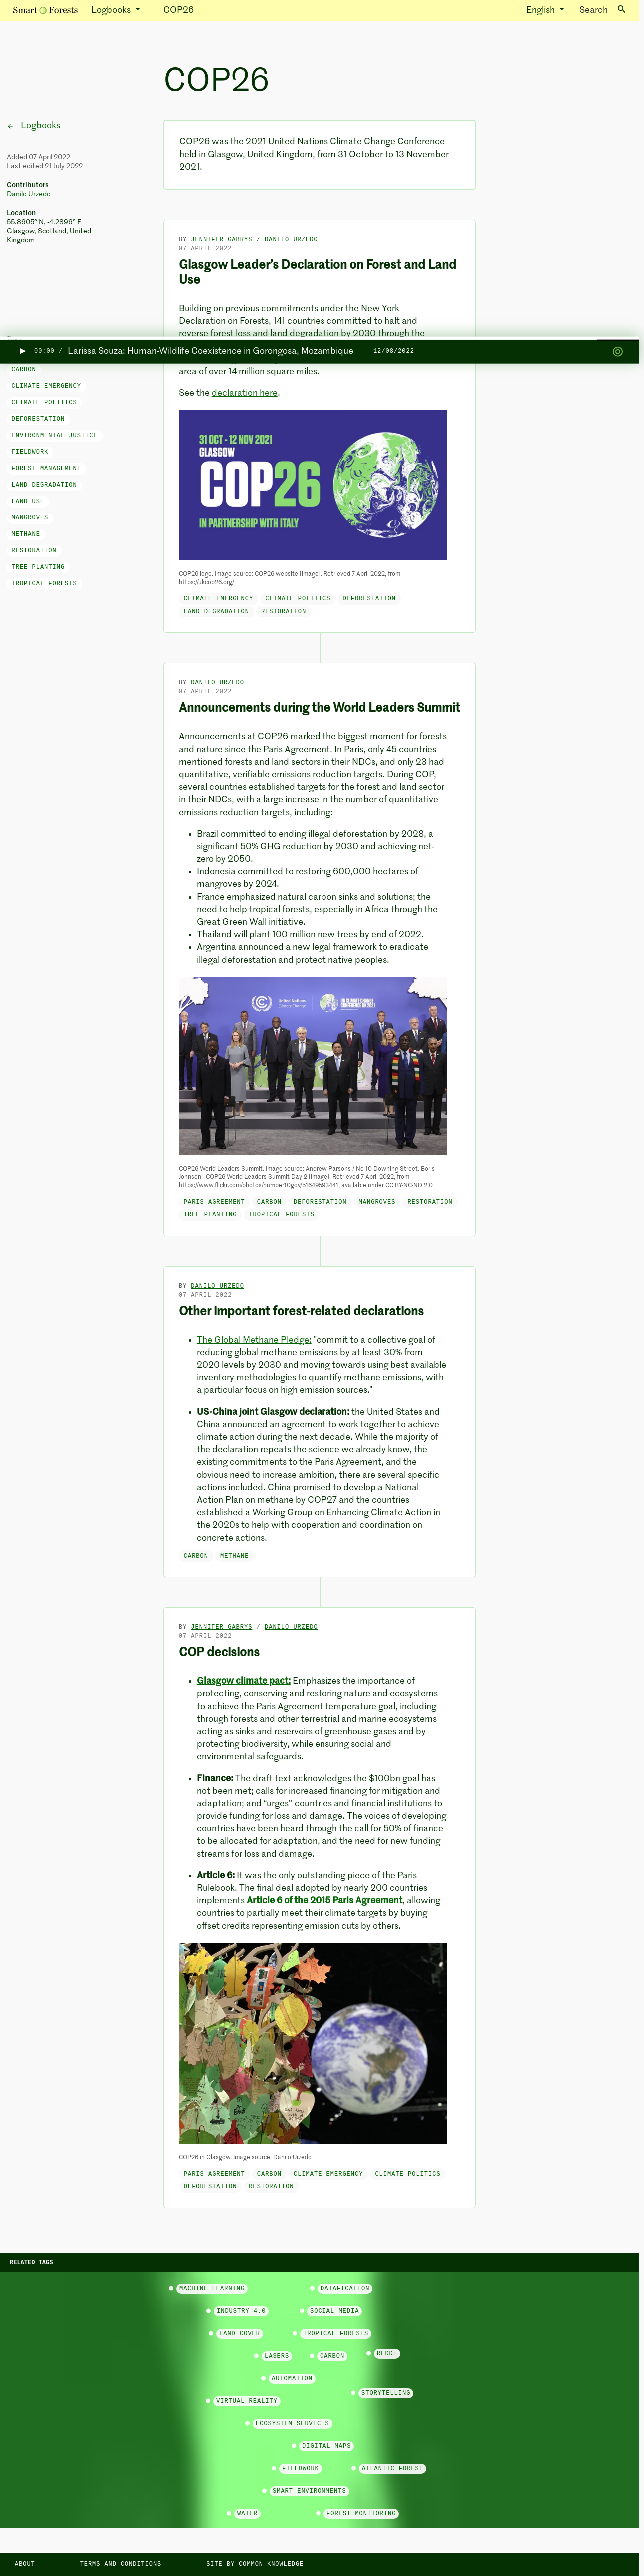 Smart Forests
Logbooks
COP26
English
Search
COP26
← Logbooks
Added 07 April 2022
Last edited 21 July 2022
Contributors
Danilo Urzedo
Location
55.8605° N, -4.2896° E
Glasgow, Scotland, United
Kingdom
COP26 was the 2021 United Nations Climate Change Conference
held in Glasgow, United Kingdom, from 31 October to 13 November
2021.
BY JENNIFER GABRYS / DANILO URZEDO
07 APRIL 2022
Glasgow Leader's Declaration on Forest and Land
Use
Building on previous commitments under the New York
Declaration on Forests, 141 countries committed to halt and
reverse forest loss and land degradation by 2030 through the
00:00 / Larissa Souza: Human-Wildlife Coexistence in Gorongosa, Mozambique 12/08/2022
area of over 14 million square miles.
See the declaration here.
CARBON
CLIMATE EMERGENCY
CLIMATE POLITICS
DEFORESTATION
ENVIRONMENTAL JUSTICE
FIELDWORK
FOREST MANAGEMENT
LAND DEGRADATION
LAND USE
MANGROVES
METHANE
RESTORATION
TREE PLANTING
TROPICAL FORESTS
31 OCT - 12 NOV 2021
GLASGOW
COP26
IN PARTNERSHIP WITH ITALY
COP26 logo. Image source: COP26 website [image]. Retrieved 7 April 2022, from
https://ukcop26.org/
CLIMATE EMERGENCY CLIMATE POLITICS DEFORESTATION
LAND DEGRADATION RESTORATION
BY DANILO URZEDO
07 APRIL 2022
Announcements during the World Leaders Summit
Announcements at COP26 marked the biggest moment for forests
and nature since the Paris Agreement. In Paris, only 45 countries
mentioned forests and land sectors in their NDCs, and only 23 had
quantitative, verifiable emissions reduction targets. During COP,
several countries established targets for the forest and land sector
in their NDCs, with a large increase in the number of quantitative
emissions reduction targets, including:
• Brazil committed to ending illegal deforestation by 2028, a
significant 50% GHG reduction by 2030 and achieving net-
zero by 2050.
• Indonesia committed to restoring 600,000 hectares of
mangroves by 2024.
• France emphasized natural carbon sinks and solutions; the
need to help tropical forests, especially in Africa through the
Great Green Wall initiative.
• Thailand will plant 100 million new trees by end of 2022.
• Argentina announced a new legal framework to eradicate
illegal deforestation and protect native peoples.
United Nations
Climate Change
UN CLIMATE CHANGE
CONFERENCE UK 2021
COP26 World Leaders Summit. Image source: Andrew Parsons / No 10 Downing Street. Boris
Johnson - COP26 World Leaders Summit Day 2 [image]. Retrieved 7 April 2022, from
https://www.flickr.com/photos/number10gov/51649593441. available under CC BY-NC-ND 2.0
PARIS AGREEMENT CARBON DEFORESTATION MANGROVES RESTORATION
TREE PLANTING TROPICAL FORESTS
BY DANILO URZEDO
07 APRIL 2022
Other important forest-related declarations
• The Global Methane Pledge: "commit to a collective goal of
reducing global methane emissions by at least 30% from
2020 levels by 2030 and moving towards using best available
inventory methodologies to quantify methane emissions, with
a particular focus on high emission sources."
• US-China joint Glasgow declaration: the United States and
China announced an agreement to work together to achieve
climate action during the next decade. While the majority of
the declaration repeats the science we already know, the
existing commitments to the Paris Agreement, and the
obvious need to increase ambition, there are several specific
actions included. China promised to develop a National
Action Plan on methane by COP27 and the countries
established a Working Group on Enhancing Climate Action in
the 2020s to help with cooperation and coordination on
concrete actions.
CARBON METHANE
BY JENNIFER GABRYS / DANILO URZEDO
07 APRIL 2022
COP decisions
• Glasgow climate pact: Emphasizes the importance of
protecting, conserving and restoring nature and ecosystems
to achieve the Paris Agreement temperature goal, including
through forests and other terrestrial and marine ecosystems
acting as sinks and reservoirs of greenhouse gases and by
protecting biodiversity, while ensuring social and
environmental safeguards.
• Finance: The draft text acknowledges the $100bn goal has
not been met; calls for increased financing for mitigation and
adaptation; and "urges" countries and financial institutions to
provide funding for loss and damage. The voices of developing
countries have been heard through the call for 50% of finance
to be allocated for adaptation, and the need for new funding
streams for loss and damage.
• Article 6: It was the only outstanding piece of the Paris
Rulebook. The final deal adopted by nearly 200 countries
implements Article 6 of the 2015 Paris Agreement, allowing
countries to partially meet their climate targets by buying
offset credits representing emission cuts by others.
COP26 in Glasgow. Image source: Danilo Urzedo
PARIS AGREEMENT CARBON CLIMATE EMERGENCY CLIMATE POLITICS
DEFORESTATION RESTORATION
RELATED TAGS
MACHINE LEARNING DATAFICATION
INDUSTRY 4.0 SOCIAL MEDIA
LAND COVER TROPICAL FORESTS
LASERS CARBON REDD+
AUTOMATION
STORYTELLING
VIRTUAL REALITY
ECOSYSTEM SERVICES
DIGITAL MAPS
FIELDWORK ATLANTIC FOREST
SMART ENVIRONMENTS
WATER FOREST MONITORING
ABOUT TERMS AND CONDITIONS SITE BY COMMON KNOWLEDGE